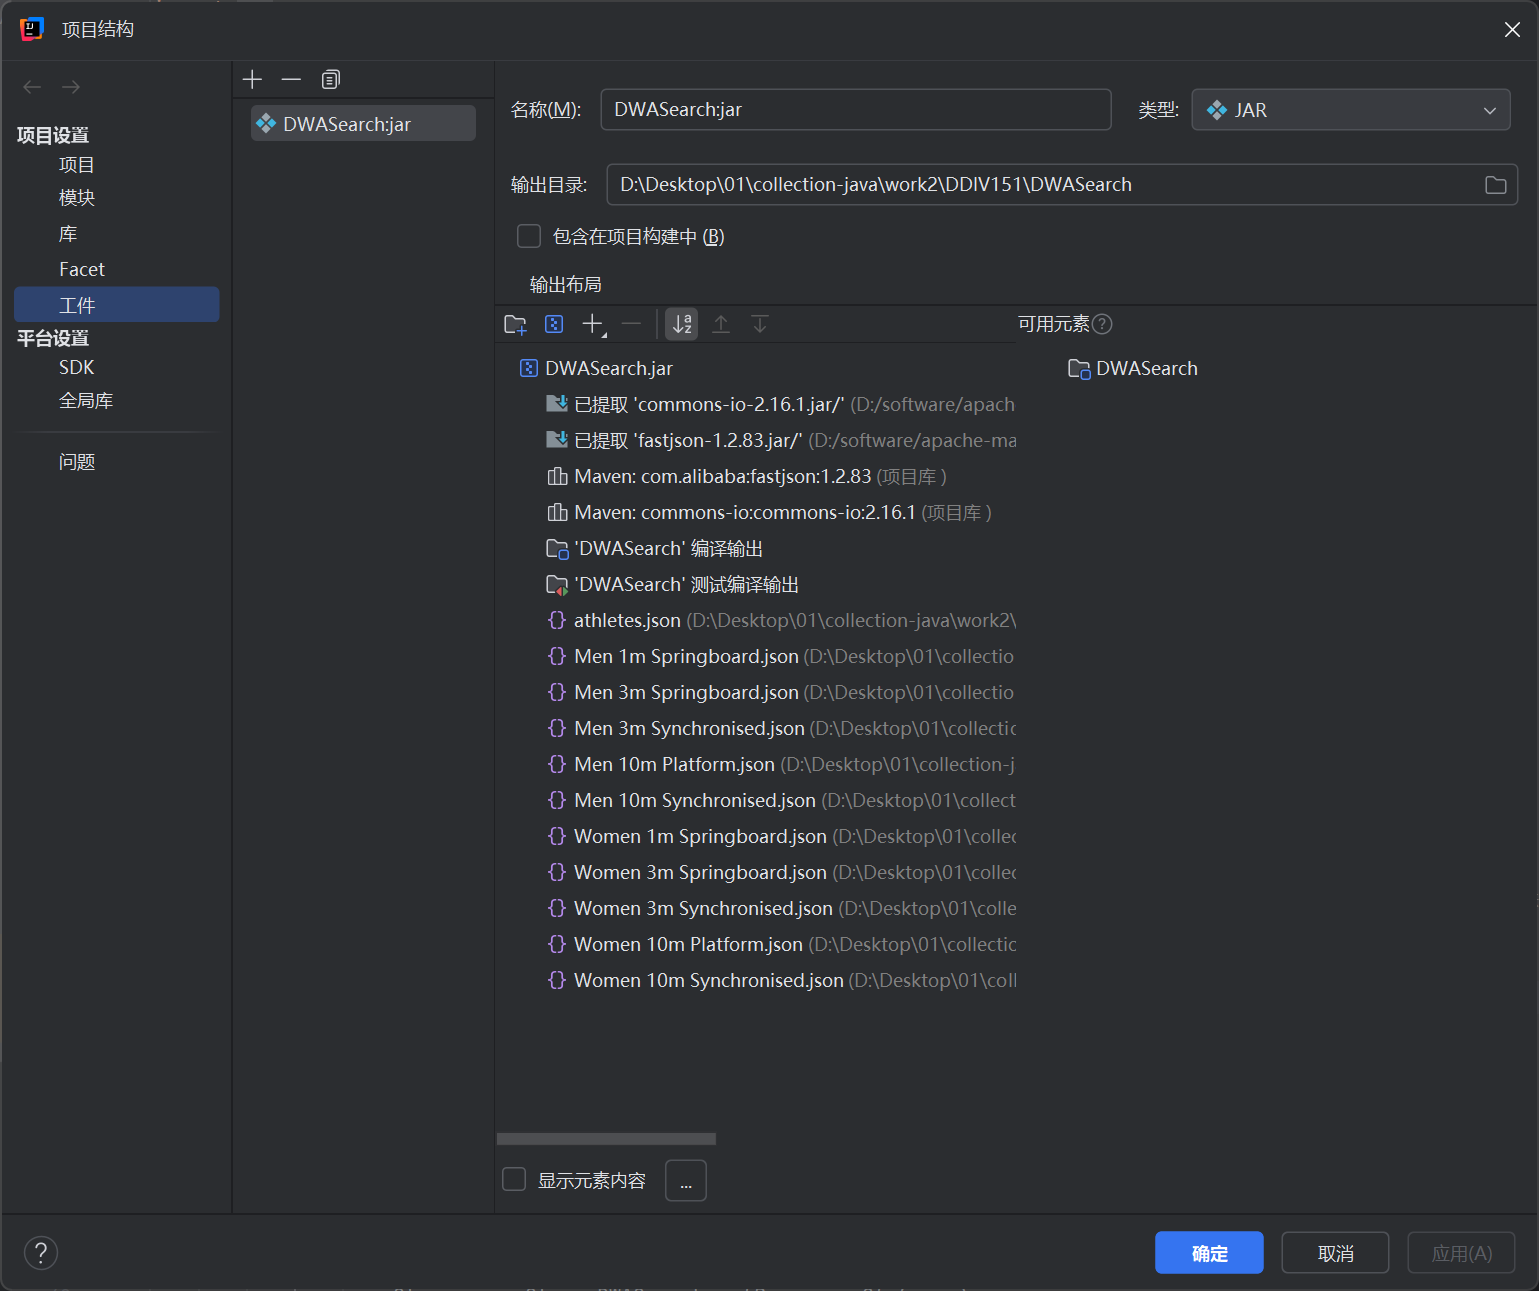 项目结构
项目设置
项目
模块
库
Facet
工件
平台设置
SDK
全局库
问题
DWASearch:jar
名称(M):
DWASearch:jar
类型:
JAR
输出目录:
D:\Desktop\01\collection-java\work2\DDIV151\DWASearch
包含在项目构建中 (B)
输出布局
可用元素
DWASearch.jar
已提取 'commons-io-2.16.1.jar/' (D:/software/apach
已提取 'fastjson-1.2.83.jar/' (D:/software/apache-ma
Maven: com.alibaba:fastjson:1.2.83 (项目库 )
Maven: commons-io:commons-io:2.16.1 (项目库 )
'DWASearch' 编译输出
'DWASearch' 测试编译输出
athletes.json (D:\Desktop\01\collection-java\work2\
Men 1m Springboard.json (D:\Desktop\01\collectio
Men 3m Springboard.json (D:\Desktop\01\collectio
Men 3m Synchronised.json (D:\Desktop\01\collectic
Men 10m Platform.json (D:\Desktop\01\collection-j
Men 10m Synchronised.json (D:\Desktop\01\collect
Women 1m Springboard.json (D:\Desktop\01\collec
Women 3m Springboard.json (D:\Desktop\01\collec
Women 3m Synchronised.json (D:\Desktop\01\colle
Women 10m Platform.json (D:\Desktop\01\collectic
Women 10m Synchronised.json (D:\Desktop\01\coll
DWASearch
显示元素内容
...
?
确定
取消
应用(A)